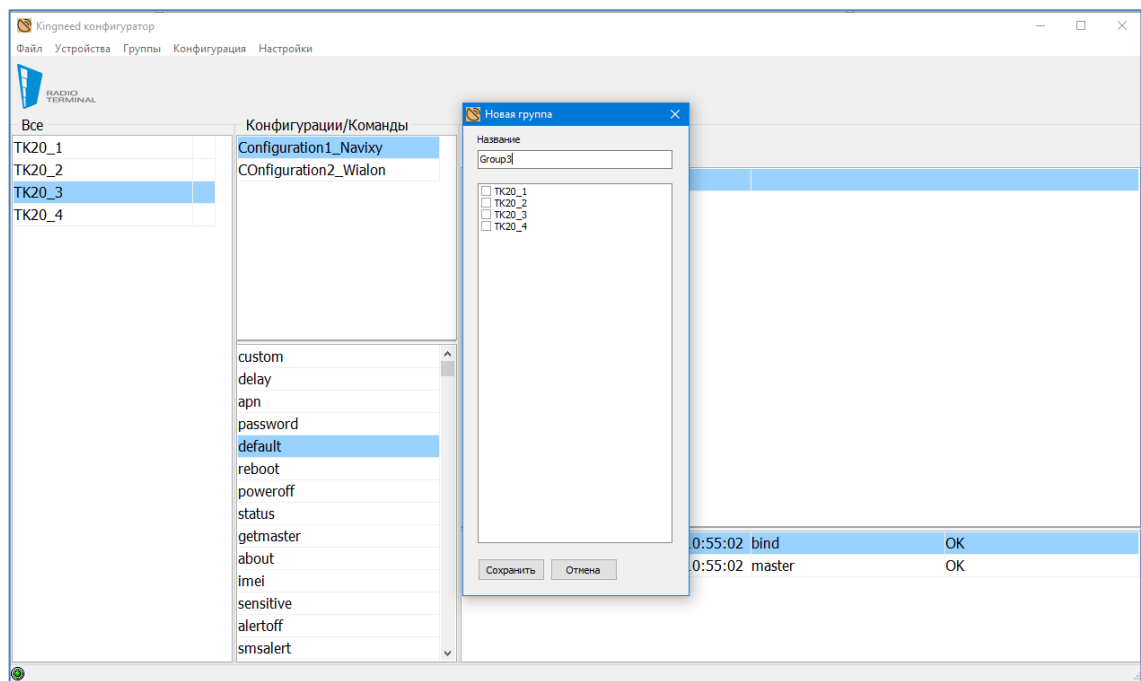 Kingneed конфигуратор
Файл Устройства Группы Конфигурация Настройки
RADIO
TERMINAL
Все
TK20_1
TK20_2
TK20_3
TK20_4
Конфигурации/Команды
Configuration1_Navixy
COnfiguration2_Wialon
custom
delay
apn
password
default
reboot
poweroff
status
getmaster
about
imei
sensitive
alertoff
smsalert
Новая группа
Название
Group3
TK20_1
TK20_2
TK20_3
TK20_4
Сохранить Отмена
0:55:02 bind OK
0:55:02 master OK